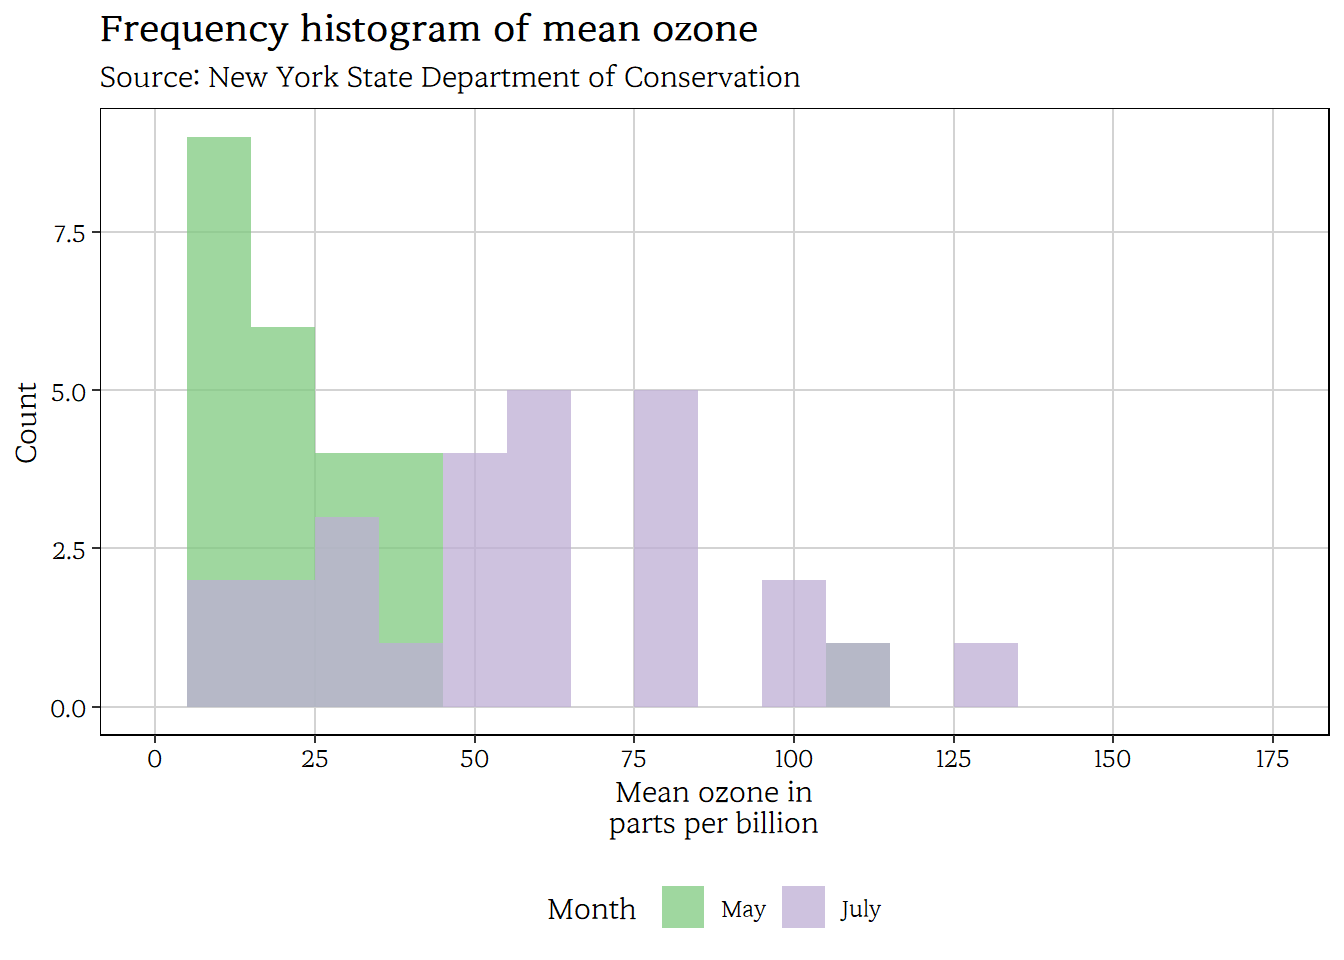 Frequency histogram of mean ozone
Source: New York State Department of Conservation
Count
7.5
5.0
2.5
0.0
0 25 50 75 100 125 150 175
Mean ozone in
parts per billion
Month May July